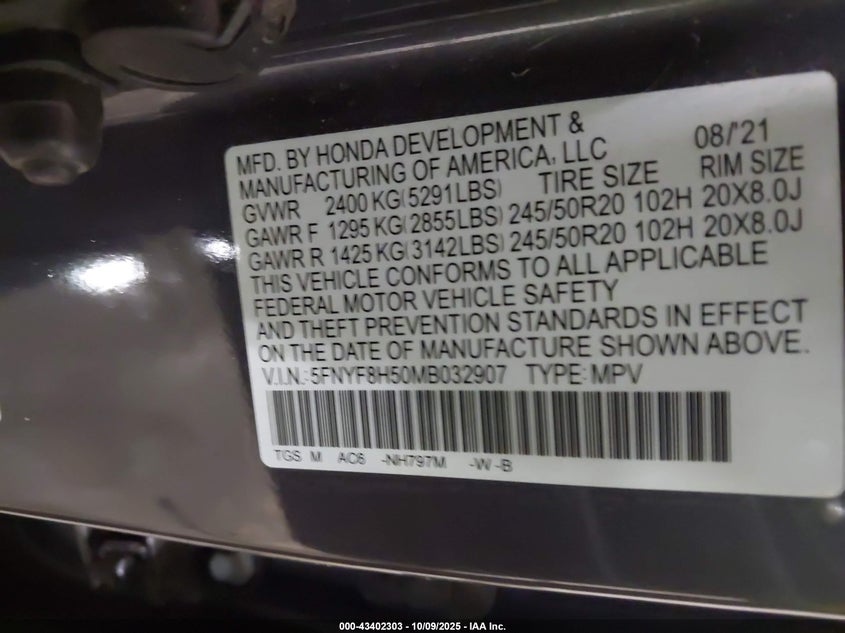 MFD. BY HONDA DEVELOPMENT &
MANUFACTURING OF AMERICA, LLC 08/'21
GVWR 2400 KG(5291LBS) TIRE SIZE RIM SIZE
GAWR F 1295 KG(2855LBS) 245/50R20 102H 20X8.0J
GAWR R 1425 KG(3142LBS) 245/50R20 102H 20X8.0J
THIS VEHICLE CONFORMS TO ALL APPLICABLE
FEDERAL MOTOR VEHICLE SAFETY
AND THEFT PREVENTION STANDARDS IN EFFECT
ON THE DATE OF MANUFACTURE SHOWN ABOVE.
V.I.N.: 5FNYF8H50MB032907 TYPE: MPV
TGS M AC6 -NH797M -W-B
000-43402303 - 10/09/2025 - IAA Inc.